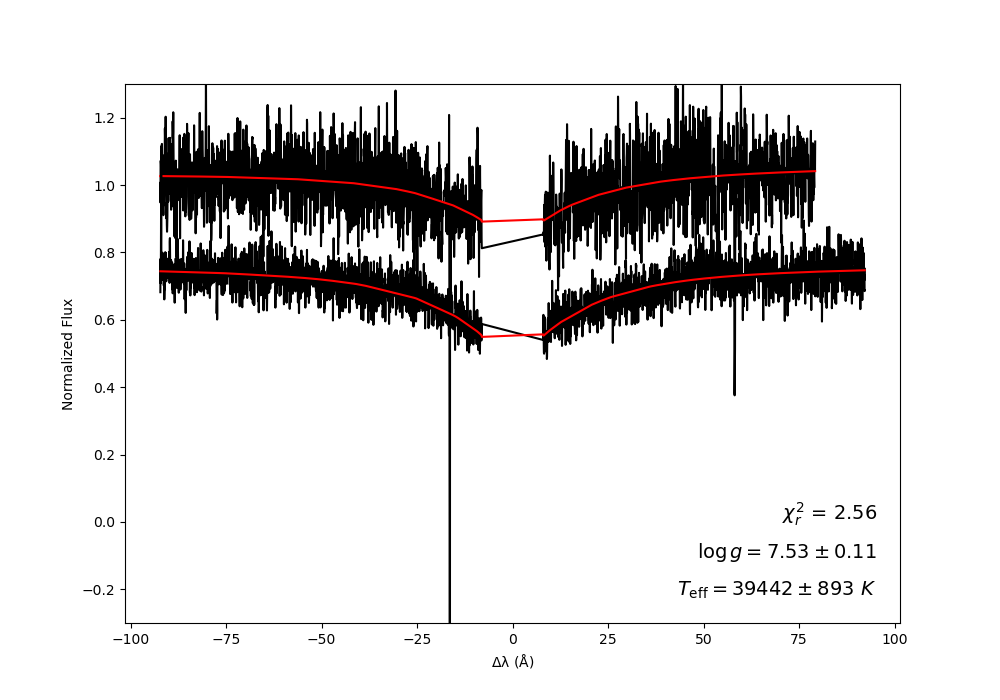 1.2
1.0
0.8
0.6
0.4
0.2
0.0
−0.2
Normalized Flux
χ²ᵣ = 2.56
log g = 7.53 ± 0.11
T_eff = 39442 ± 893 K
−100 −75 −50 −25 0 25 50 75 100
Δλ (Å)